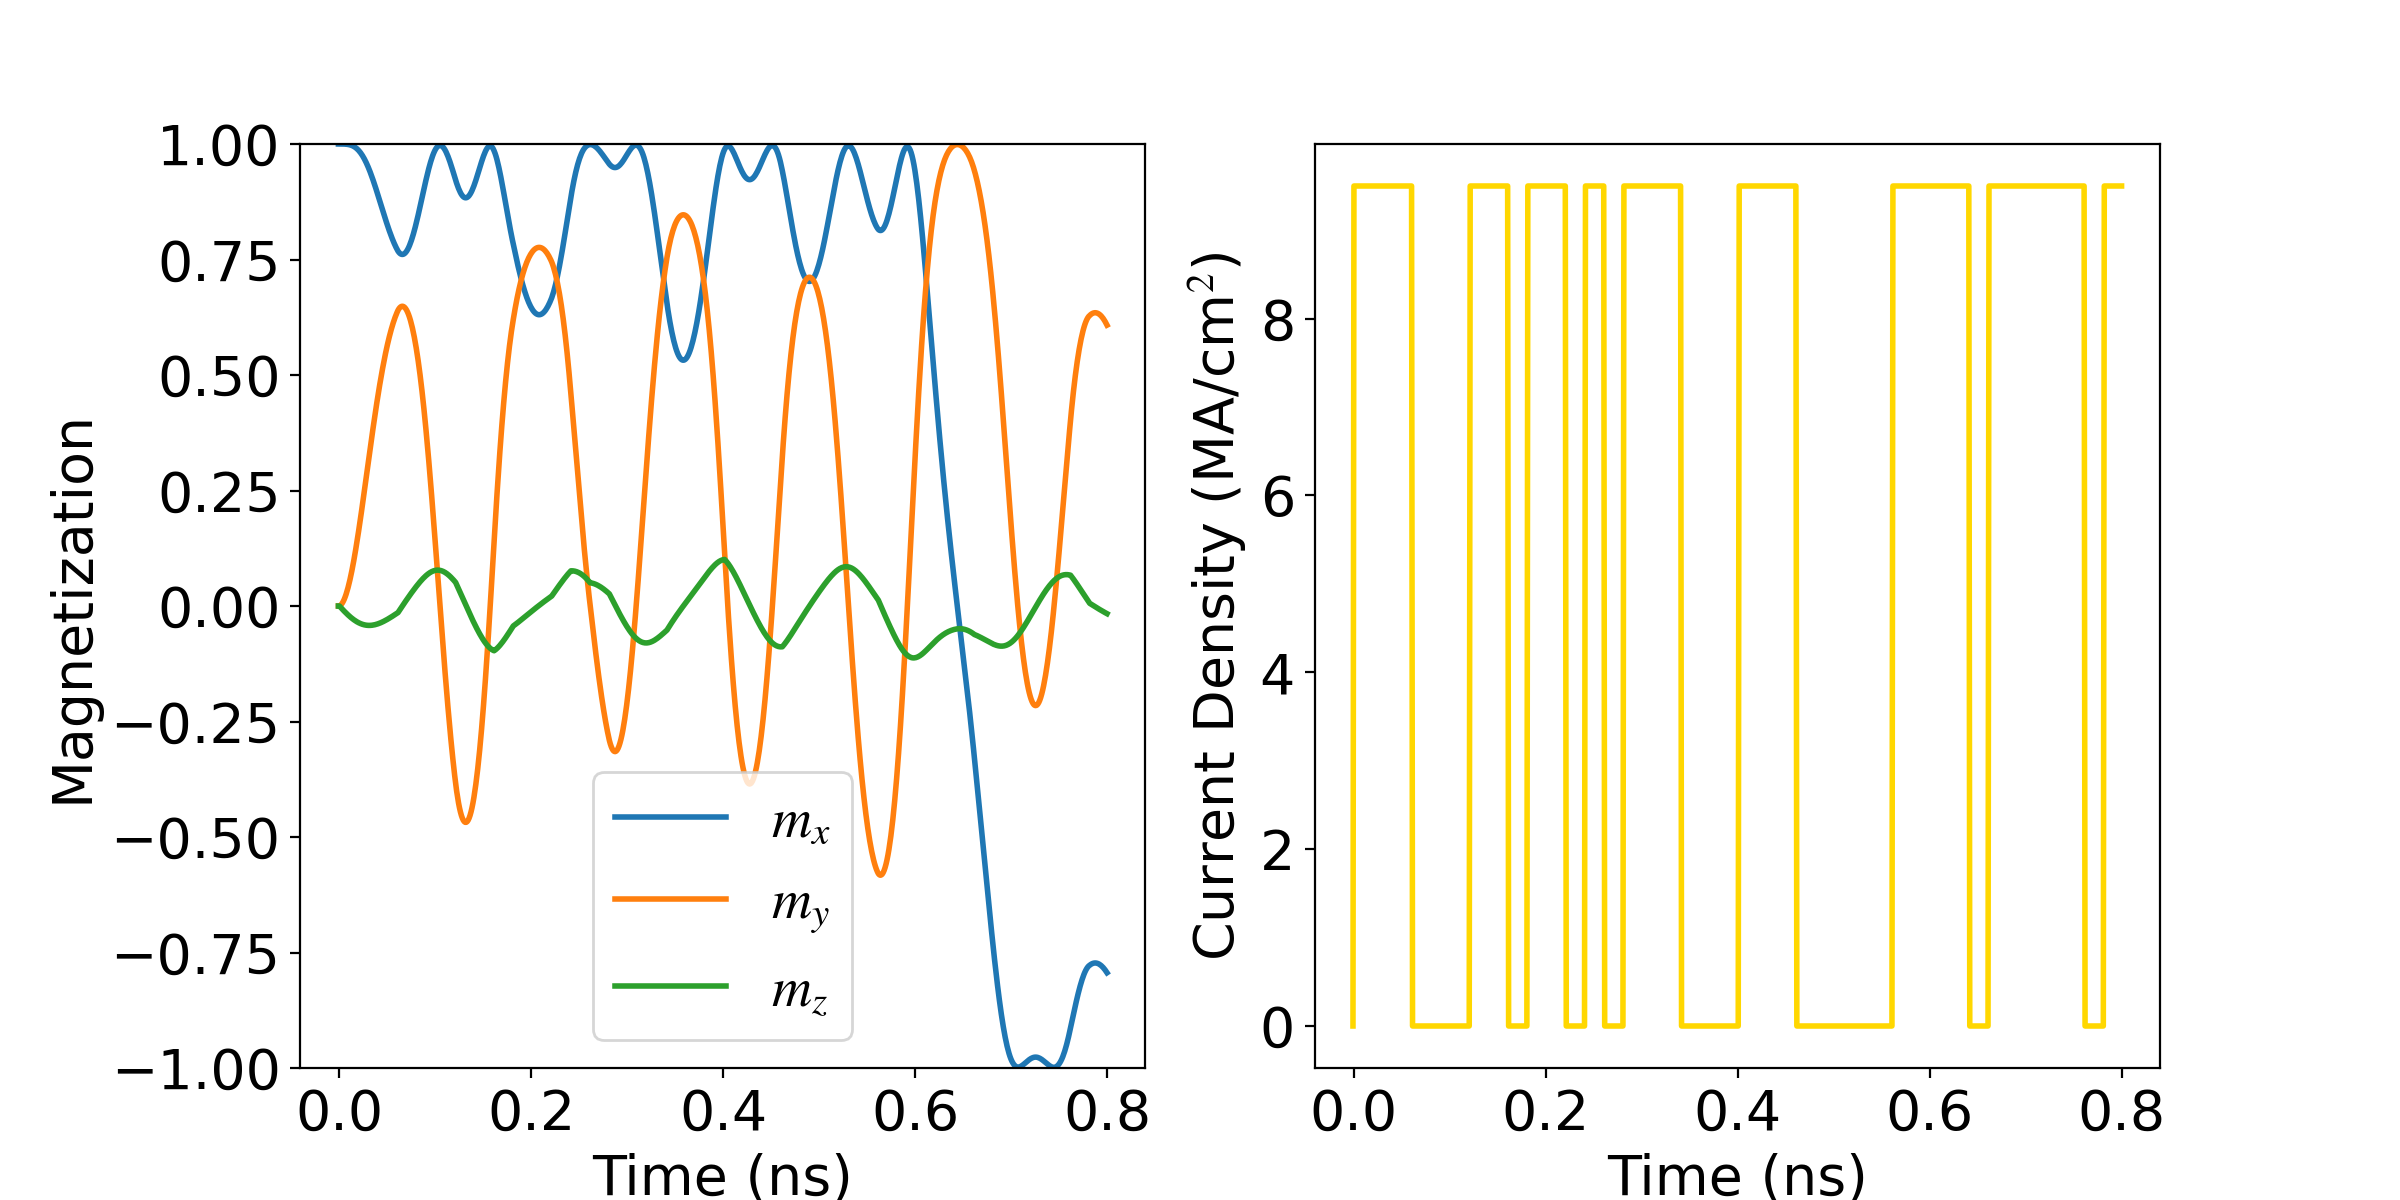 1.00
0.75
0.50
0.25
0.00
−0.25
−0.50
−0.75
−1.00
Magnetization
0.0 0.2 0.4 0.6 0.8
Time (ns)
m_x
m_y
m_z
8
6
4
2
0
Current Density (MA/cm²)
0.0 0.2 0.4 0.6 0.8
Time (ns)